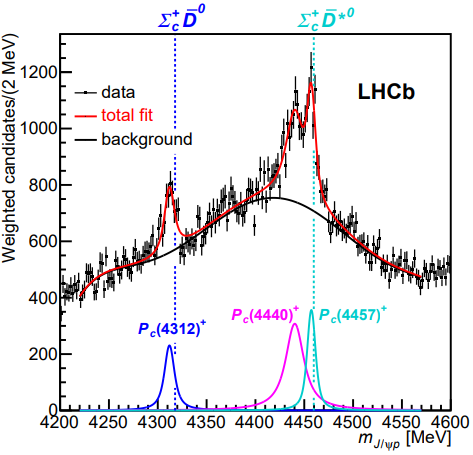 Σc+ D̄0 Σc+ D̄*0
LHCb
data
total fit
background
Weighted candidates/(2 MeV)
1200
1000
800
600
400
200
0
Pc(4312)+
Pc(4440)+ Pc(4457)+
4200 4250 4300 4350 4400 4450 4500 4550 4600
mJ/ψp [MeV]